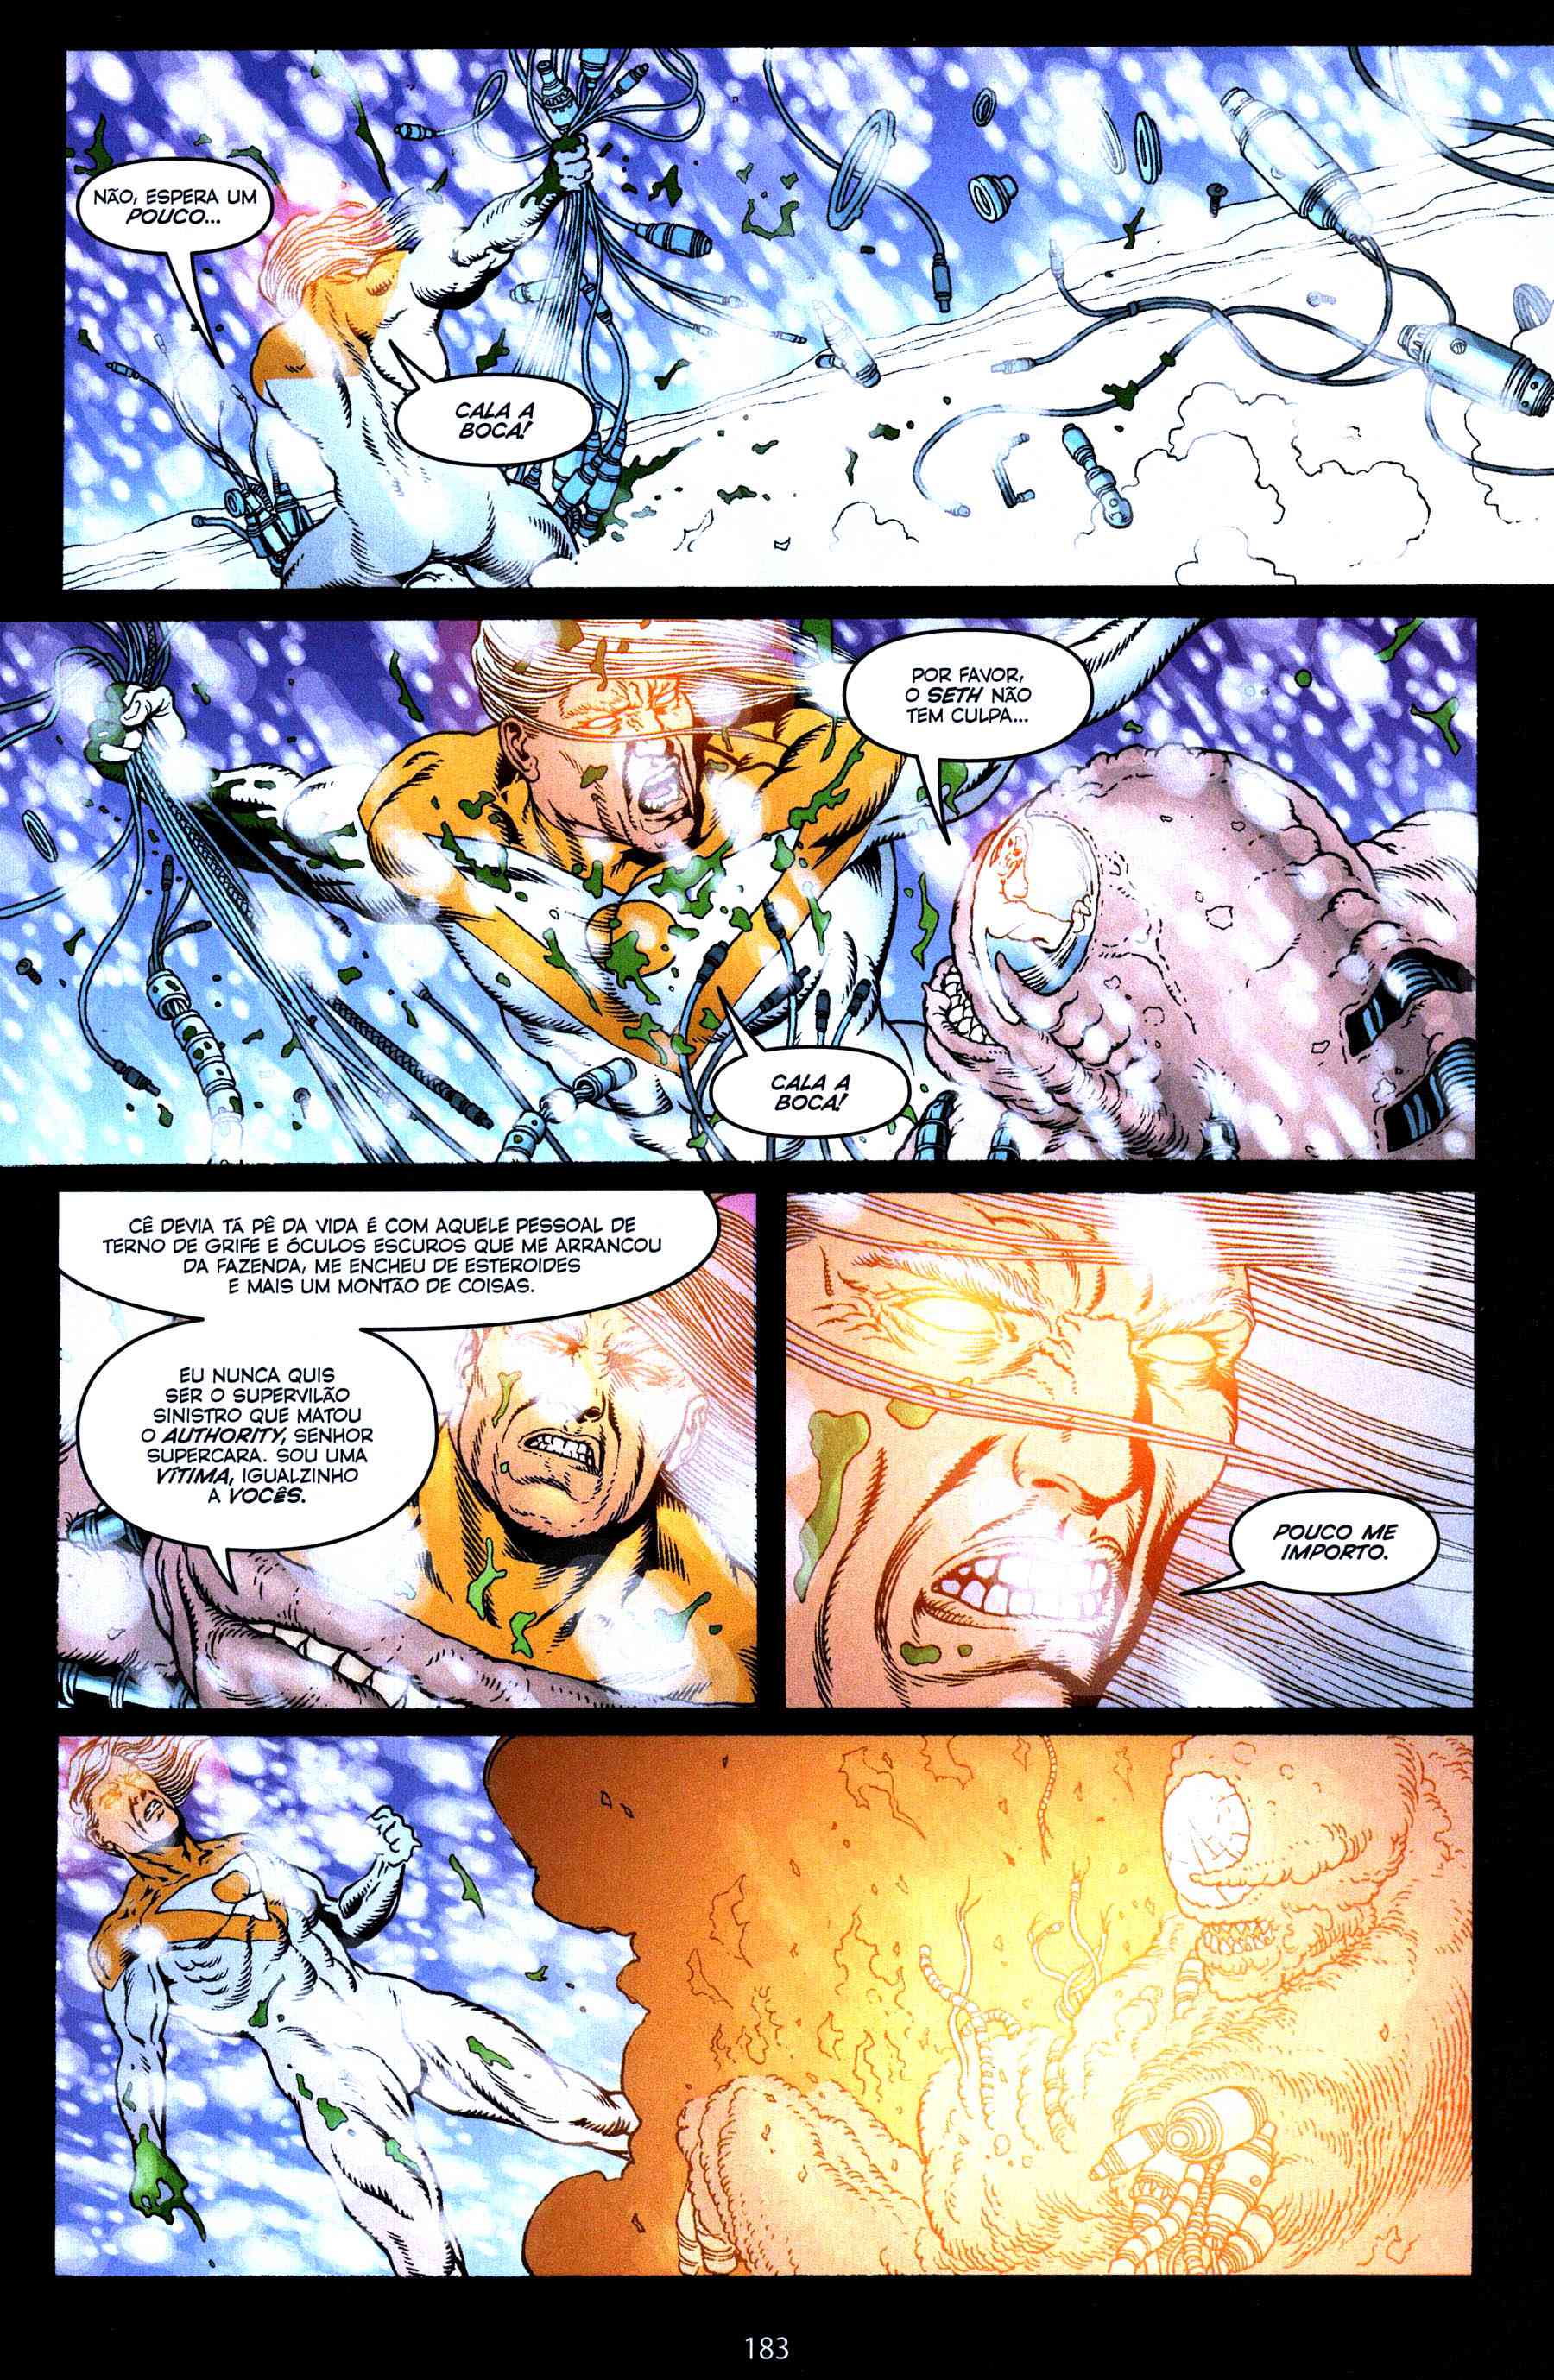 NÃO, ESPERA UM
POUCO...
CALA A
BOCA!
POR FAVOR,
O SETH NÃO
TEM CULPA...
CALA A
BOCA!
CÊ DEVIA TÁ PÊ DA VIDA É COM AQUELE PESSOAL DE
TERNO DE GRIFE E ÓCULOS ESCUROS QUE ME ARRANCOU
DA FAZENDA, ME ENCHEU DE ESTEROIDES
E MAIS UM MONTÃO DE COISAS.
EU NUNCA QUIS
SER O SUPERVILÃO
SINISTRO QUE MATOU
O AUTHORITY, SENHOR
SUPERCARA. SOU UMA
VÍTIMA, IGUALZINHO
A VOCÊS.
POUCO ME
IMPORTO.
183